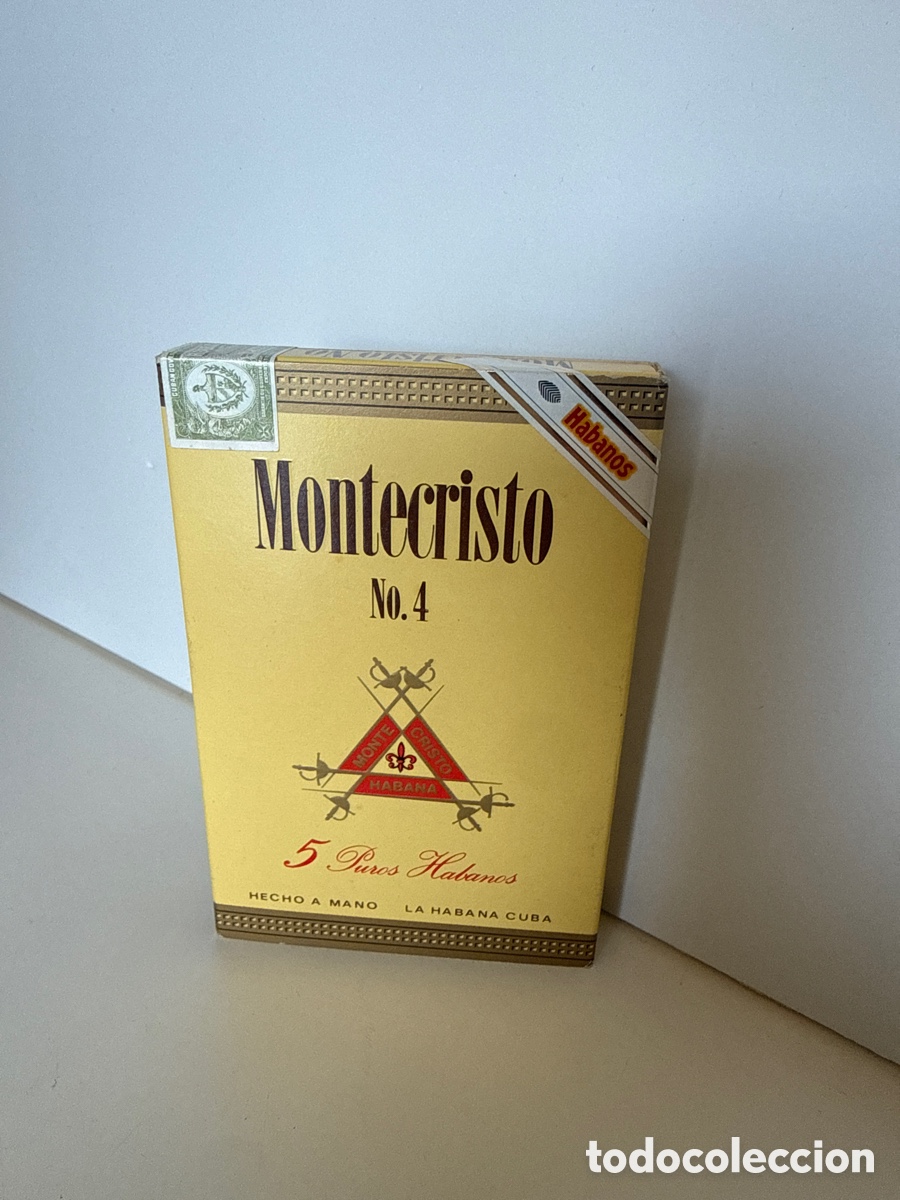 Habanos
Montecristo
No. 4
MONTE
CRISTO
HABANA
5 Puros Habanos
HECHO A MANO LA HABANA CUBA
todocoleccion